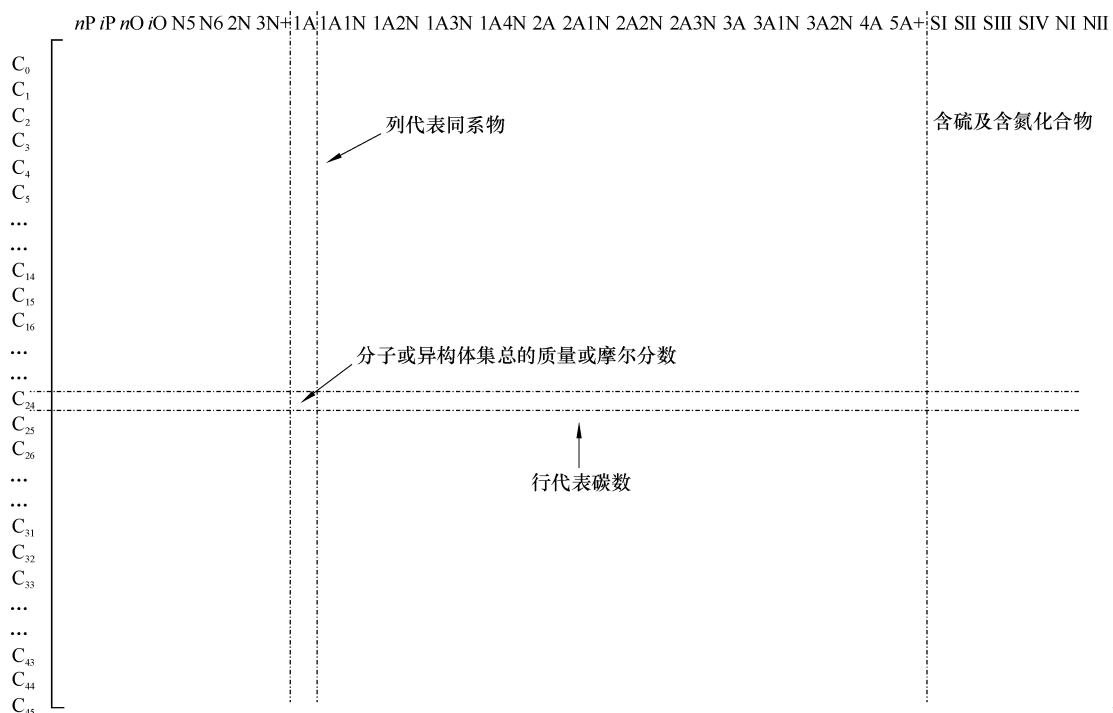 nP iP nO iO N5 N6 2N 3N+ 1A 1A1N 1A2N 1A3N 1A4N 2A 2A1N 2A2N 2A3N 3A 3A1N 3A2N 4A 5A+ SI SII SIII SIV NI NII
C₀
C₁
C₂
列代表同系物
含硫及含氮化合物
C₃
C₄
C₅
…
…
C₁₄
C₁₅
C₁₆
…
分子或异构体集总的质量或摩尔分数
…
C₂₄
C₂₅
C₂₆
…
行代表碳数
…
C₃₁
C₃₂
C₃₃
…
…
C₄₃
C₄₄
C₄₅